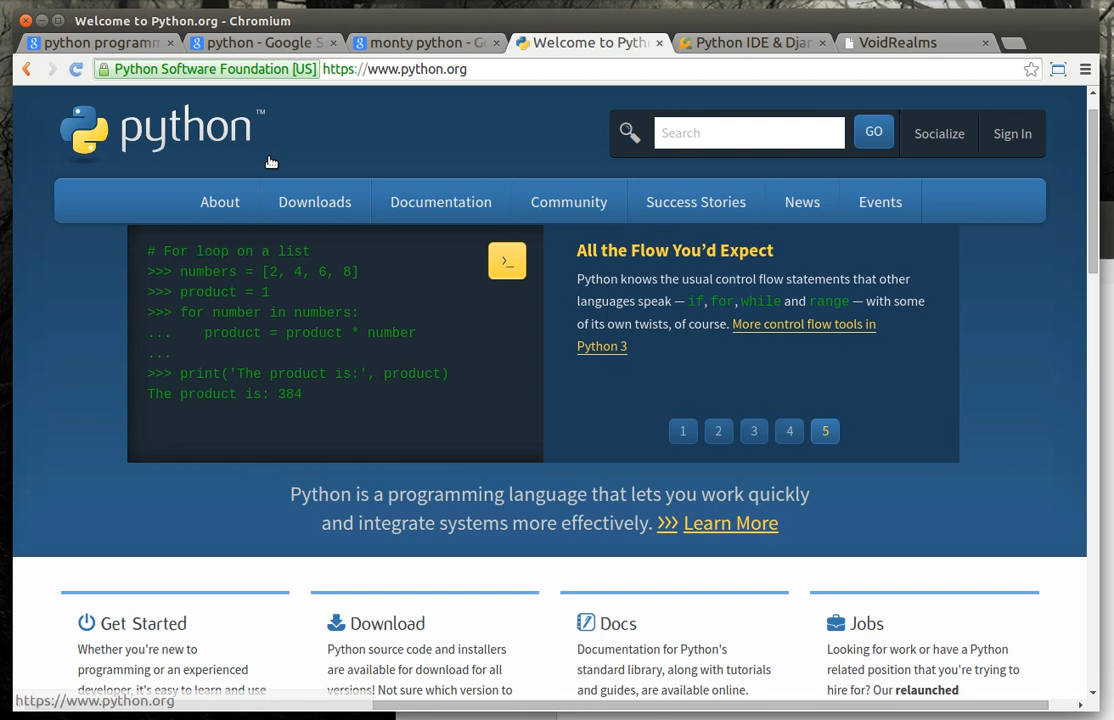 Welcome to Python.org - Chromium
python programm
python - Google S
monty python - Go
Welcome to Pyth
Python IDE & Djan
VoidRealms
Python Software Foundation [US]
https://www.python.org
python™
Search
GO
Socialize
Sign In
About
Downloads
Documentation
Community
Success Stories
News
Events
# For loop on a list
>>> numbers = [2, 4, 6, 8]
>>> product = 1
>>> for number in numbers:
...    product = product * number
...
>>> print('The product is:', product)
The product is: 384
>_
All the Flow You’d Expect
Python knows the usual control flow statements that other
languages speak — if, for, while and range — with some
of its own twists, of course. More control flow tools in
Python 3
1
2
3
4
5
Python is a programming language that lets you work quickly
and integrate systems more effectively. >>> Learn More
Get Started
Whether you're new to
programming or an experienced
developer, it's easy to learn and use
Download
Python source code and installers
are available for download for all
versions! Not sure which version to
Docs
Documentation for Python's
standard library, along with tutorials
and guides, are available online.
Jobs
Looking for work or have a Python
related position that you're trying to
hire for? Our relaunched
https://www.python.org